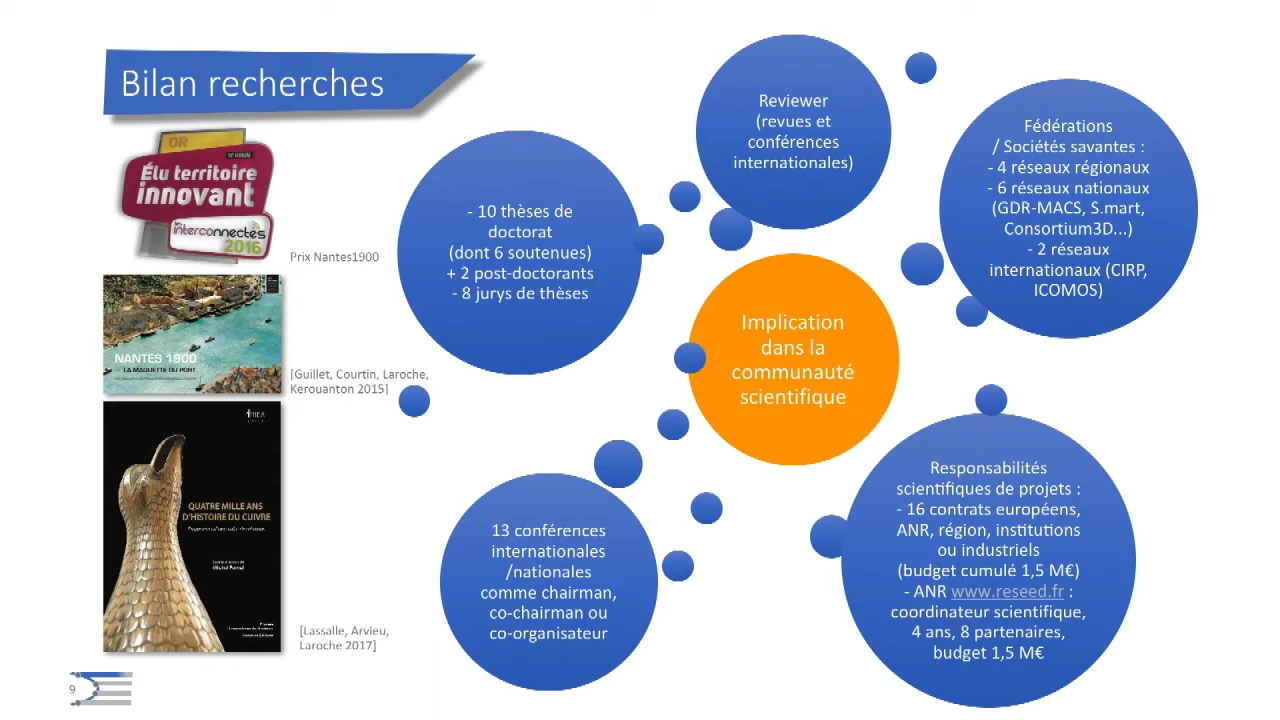 Bilan recherches
OR
Élu territoire
innovant
interconnectés
2016
Prix Nantes1900
NANTES 1900
LA MAQUETTE DU PORT
[Guillet, Courtin, Laroche,
Kerouanton 2015]
QUATRE MILLE ANS
D'HISTOIRE DU CUIVRE
[Lassalle, Arvieu,
Laroche 2017]
9
- 10 thèses de
doctorat
(dont 6 soutenues)
+ 2 post-doctorants
- 8 jurys de thèses
Reviewer
(revues et
conférences
internationales)
Fédérations
/ Sociétés savantes :
- 4 réseaux régionaux
- 6 réseaux nationaux
(GDR-MACS, S.mart,
Consortium3D...)
- 2 réseaux
internationaux (CIRP,
ICOMOS)
Implication
dans la
communauté
scientifique
13 conférences
internationales
/nationales
comme chairman,
co-chairman ou
co-organisateur
Responsabilités
scientifiques de projets :
- 16 contrats européens,
ANR, région, institutions
ou industriels
(budget cumulé 1,5 M€)
- ANR www.reseed.fr :
coordinateur scientifique,
4 ans, 8 partenaires,
budget 1,5 M€